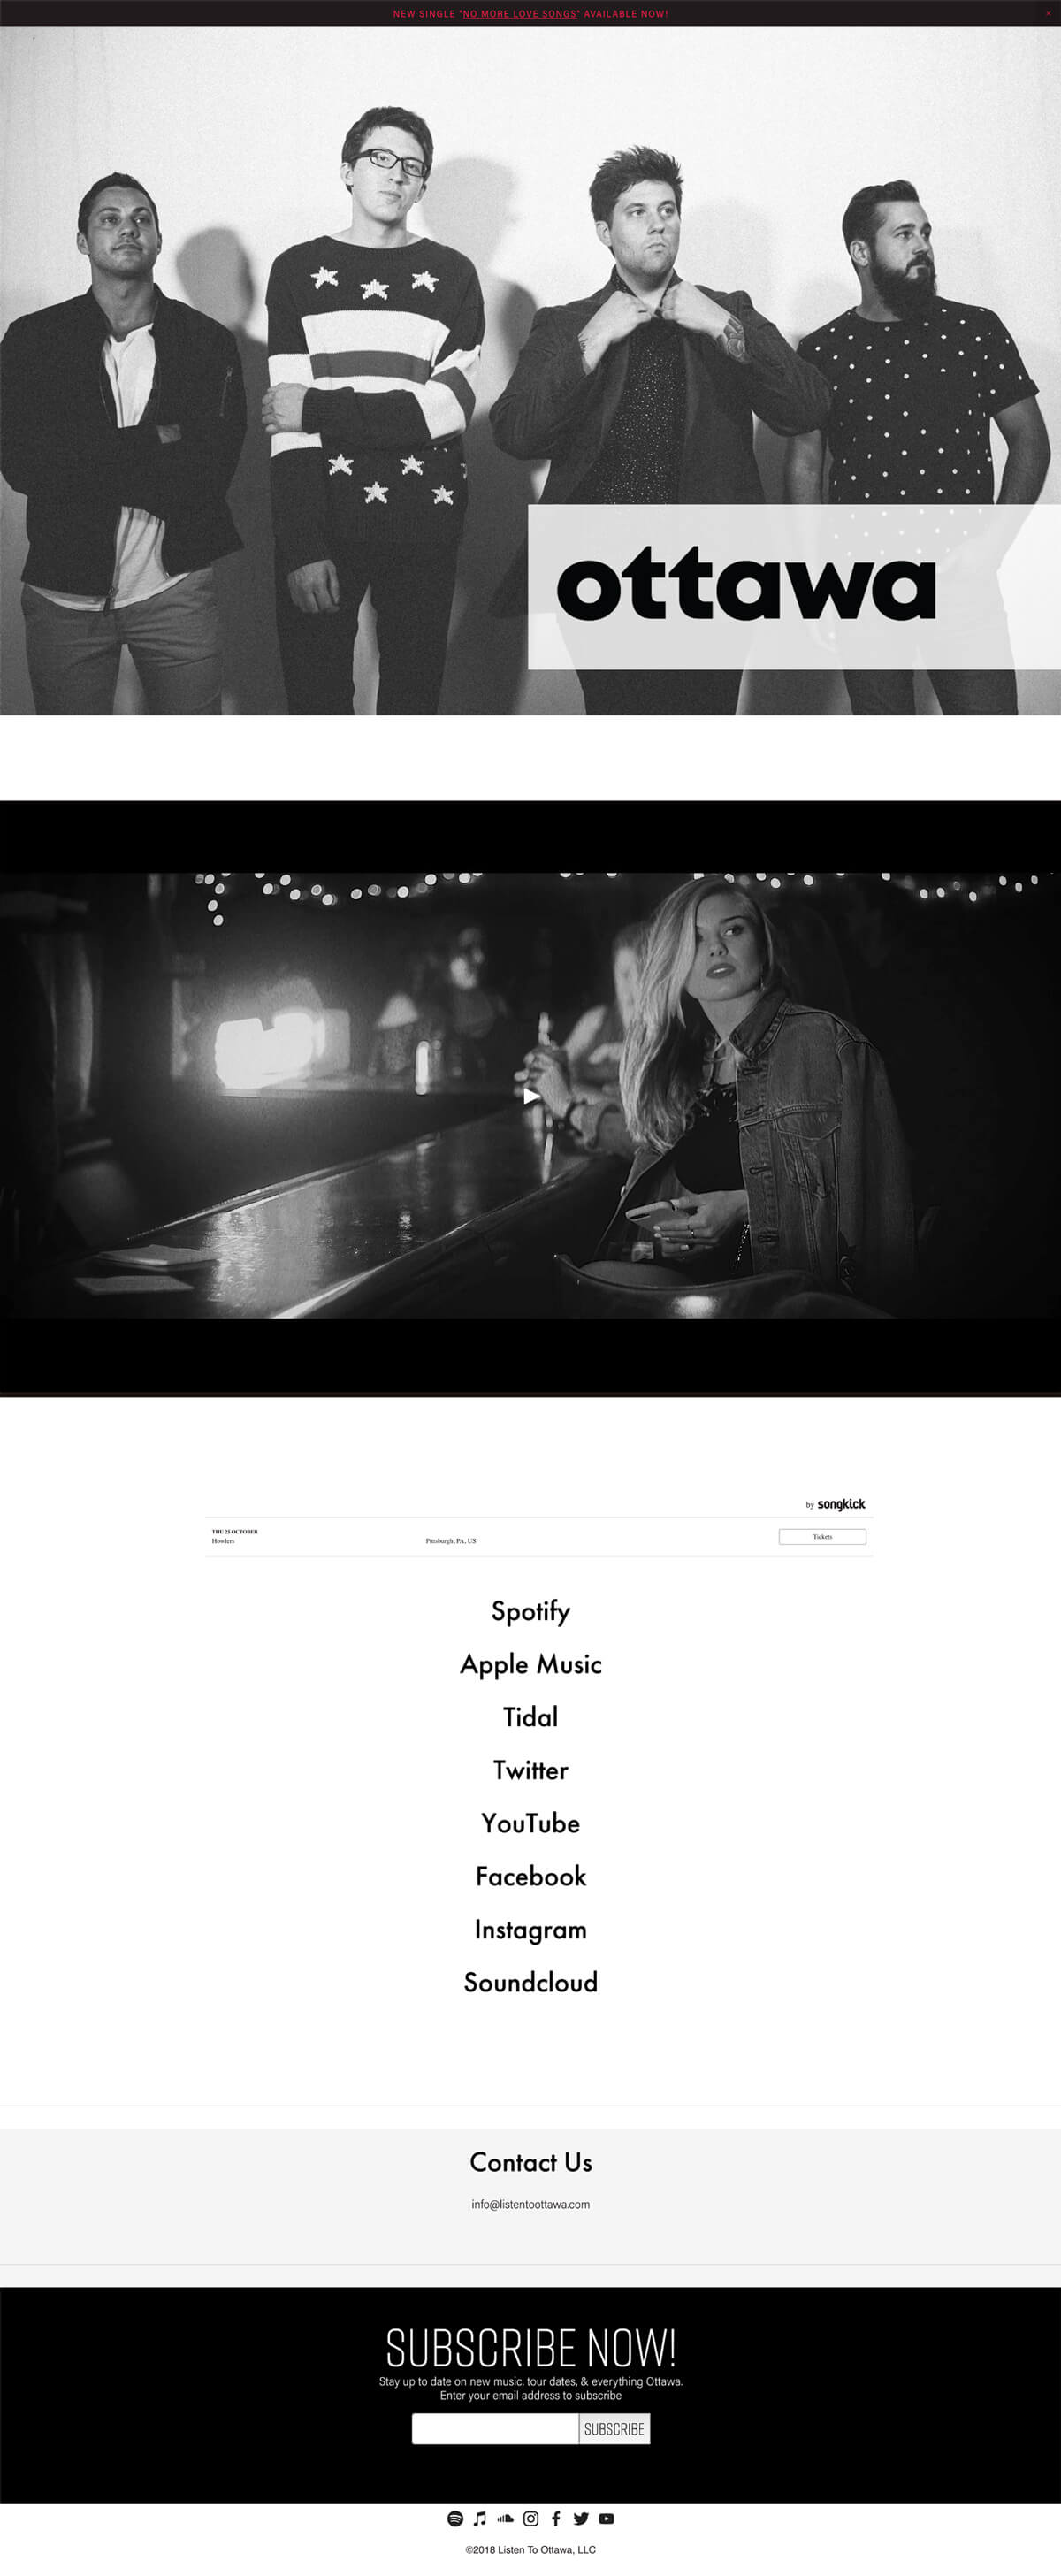 NEW SINGLE "NO MORE LOVE SONGS" AVAILABLE NOW!
×
ottawa
by songkick
THU 25 OCTOBER
Howlers
Pittsburgh, PA, US
Tickets
Spotify
Apple Music
Tidal
Twitter
YouTube
Facebook
Instagram
Soundcloud
Contact Us
info@listentoottawa.com
SUBSCRIBE NOW!
Stay up to date on new music, tour dates, & everything Ottawa.
Enter your email address to subscribe
SUBSCRIBE
©2018 Listen To Ottawa, LLC